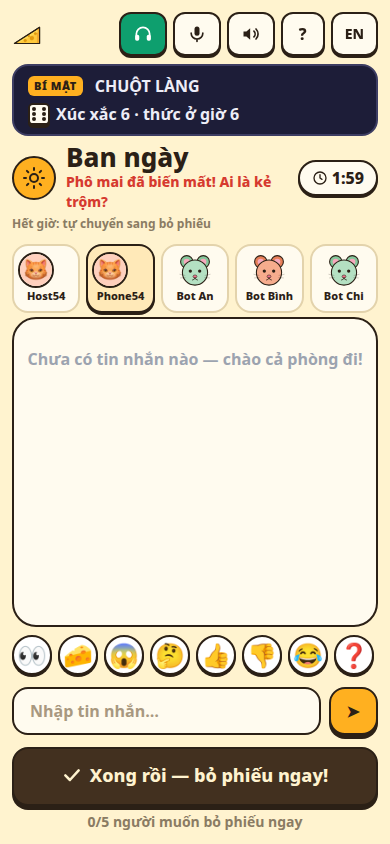 ?
EN
BÍ MẬT CHUỘT LÀNG
Xúc xắc 6 · thức ở giờ 6
Ban ngày
Phô mai đã biến mất! Ai là kẻ
trộm?
1:59
Hết giờ: tự chuyển sang bỏ phiếu
Host54
Phone54
Bot An
Bot Bình
Bot Chi
Chưa có tin nhắn nào — chào cả phòng đi!
Nhập tin nhắn...
Xong rồi — bỏ phiếu ngay!
0/5 người muốn bỏ phiếu ngay